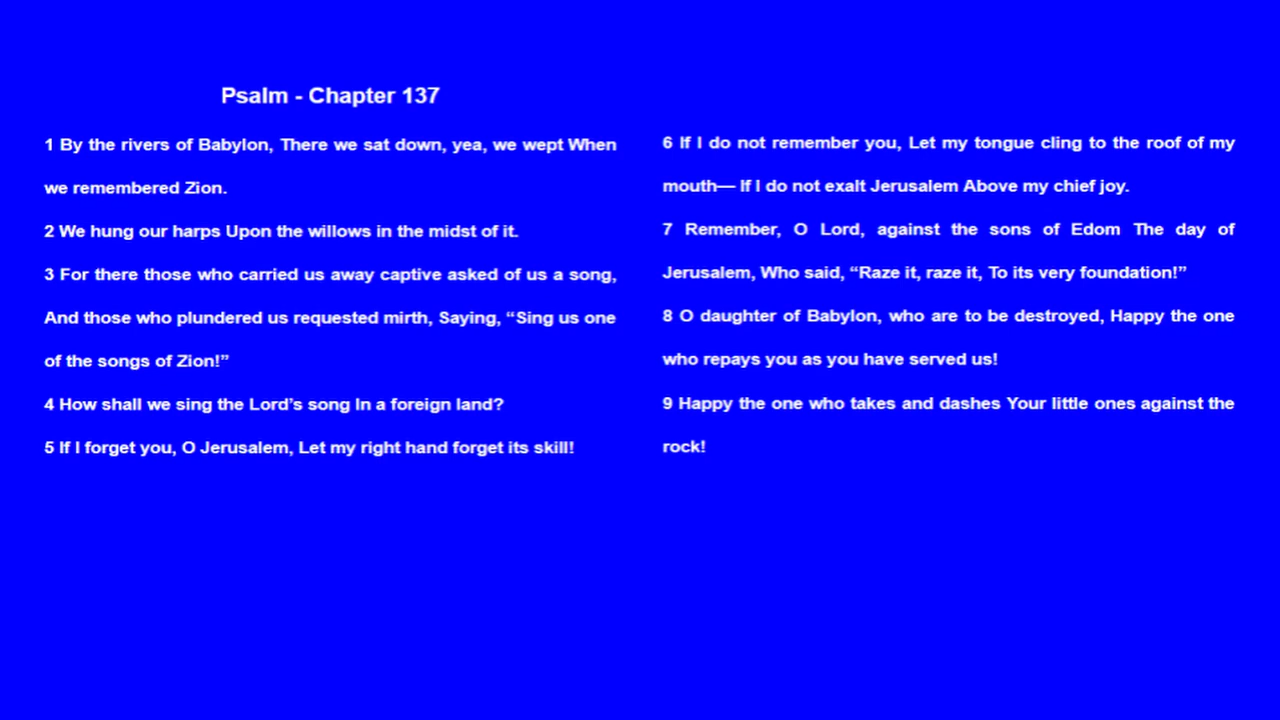 Psalm - Chapter 137
1 By the rivers of Babylon, There we sat down, yea, we wept When
we remembered Zion.
2 We hung our harps Upon the willows in the midst of it.
3 For there those who carried us away captive asked of us a song,
And those who plundered us requested mirth, Saying, “Sing us one
of the songs of Zion!”
4 How shall we sing the Lord’s song In a foreign land?
5 If I forget you, O Jerusalem, Let my right hand forget its skill!
6 If I do not remember you, Let my tongue cling to the roof of my
mouth— If I do not exalt Jerusalem Above my chief joy.
7 Remember, O Lord, against the sons of Edom The day of
Jerusalem, Who said, “Raze it, raze it, To its very foundation!”
8 O daughter of Babylon, who are to be destroyed, Happy the one
who repays you as you have served us!
9 Happy the one who takes and dashes Your little ones against the
rock!